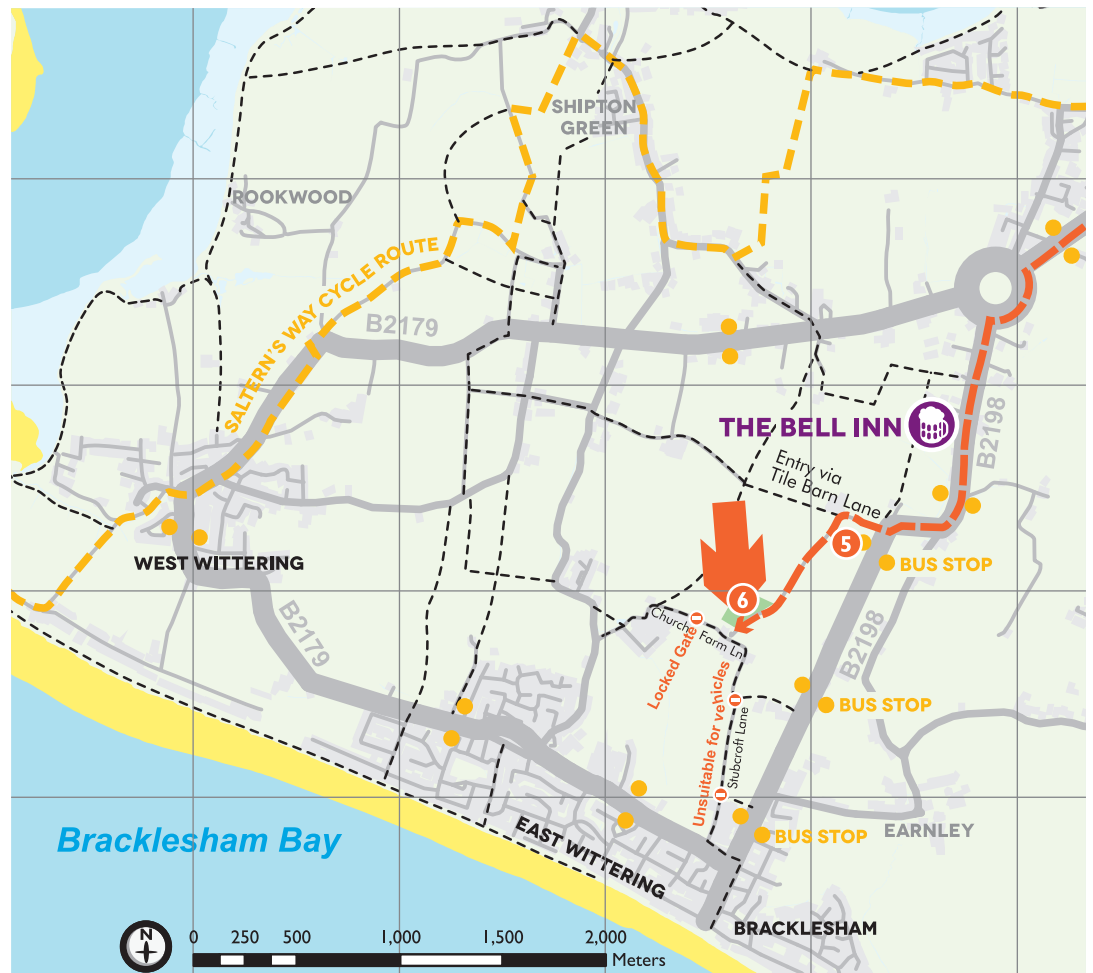 SHIPTON
GREEN
ROOKWOOD
SALTERN'S WAY CYCLE ROUTE
B2179
THE BELL INN
B2198
Entry via
Tile Barn Lane
5
BUS STOP
WEST WITTERING
6
Church Farm Ln
B2179
Locked Gate
B2198
Unsuitable for vehicles
Stubcroft Lane
BUS STOP
Bracklesham Bay
EAST WITTERING
BUS STOP
EARNLEY
BRACKLESHAM
N
0 250 500 1,000 1,500 2,000
Meters